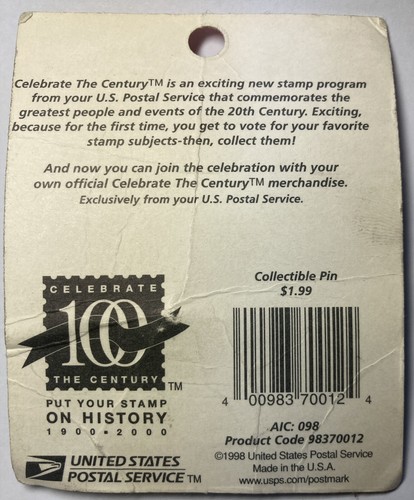 Celebrate The Century™ is an exciting new stamp program
from your U.S. Postal Service that commemorates the
greatest people and events of the 20th Century. Exciting,
because for the first time, you get to vote for your favorite
stamp subjects-then, collect them!
And now you can join the celebration with your
own official Celebrate The Century™ merchandise.
Exclusively from your U.S. Postal Service.
CELEBRATE
100
THE CENTURY™
PUT YOUR STAMP
ON HISTORY
1900•2000
UNITED STATES
POSTAL SERVICE™
Collectible Pin
$1.99
4 00983 70012 4
AIC: 098
Product Code 98370012
©1998 United States Postal Service
Made in the U.S.A.
www.usps.com/postmark